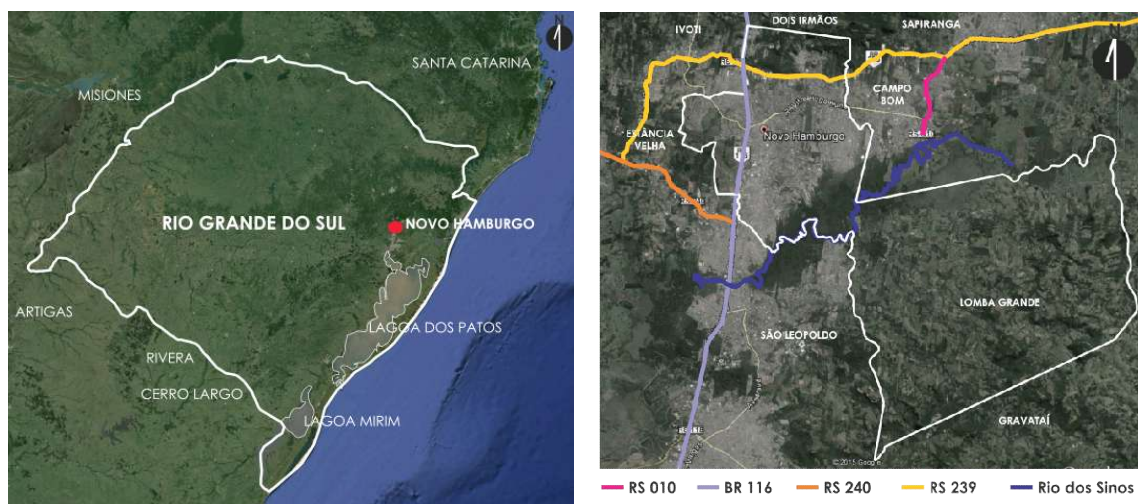 N
SANTA CATARINA
MISIONES
RIO GRANDE DO SUL
NOVO HAMBURGO
ARTIGAS
LAGOA DOS PATOS
RIVERA
CERRO LARGO
LAGOA MIRIM
DOIS IRMÃOS
SAPIRANGA
IVOTI
N
CAMPO
BOM
ESTÂNCIA
VELHA
Novo Hamburgo
LOMBA GRANDE
SÃO LEOPOLDO
GRAVATAÍ
© 2015 Google
RS 010
BR 116
RS 240
RS 239
Rio dos Sinos